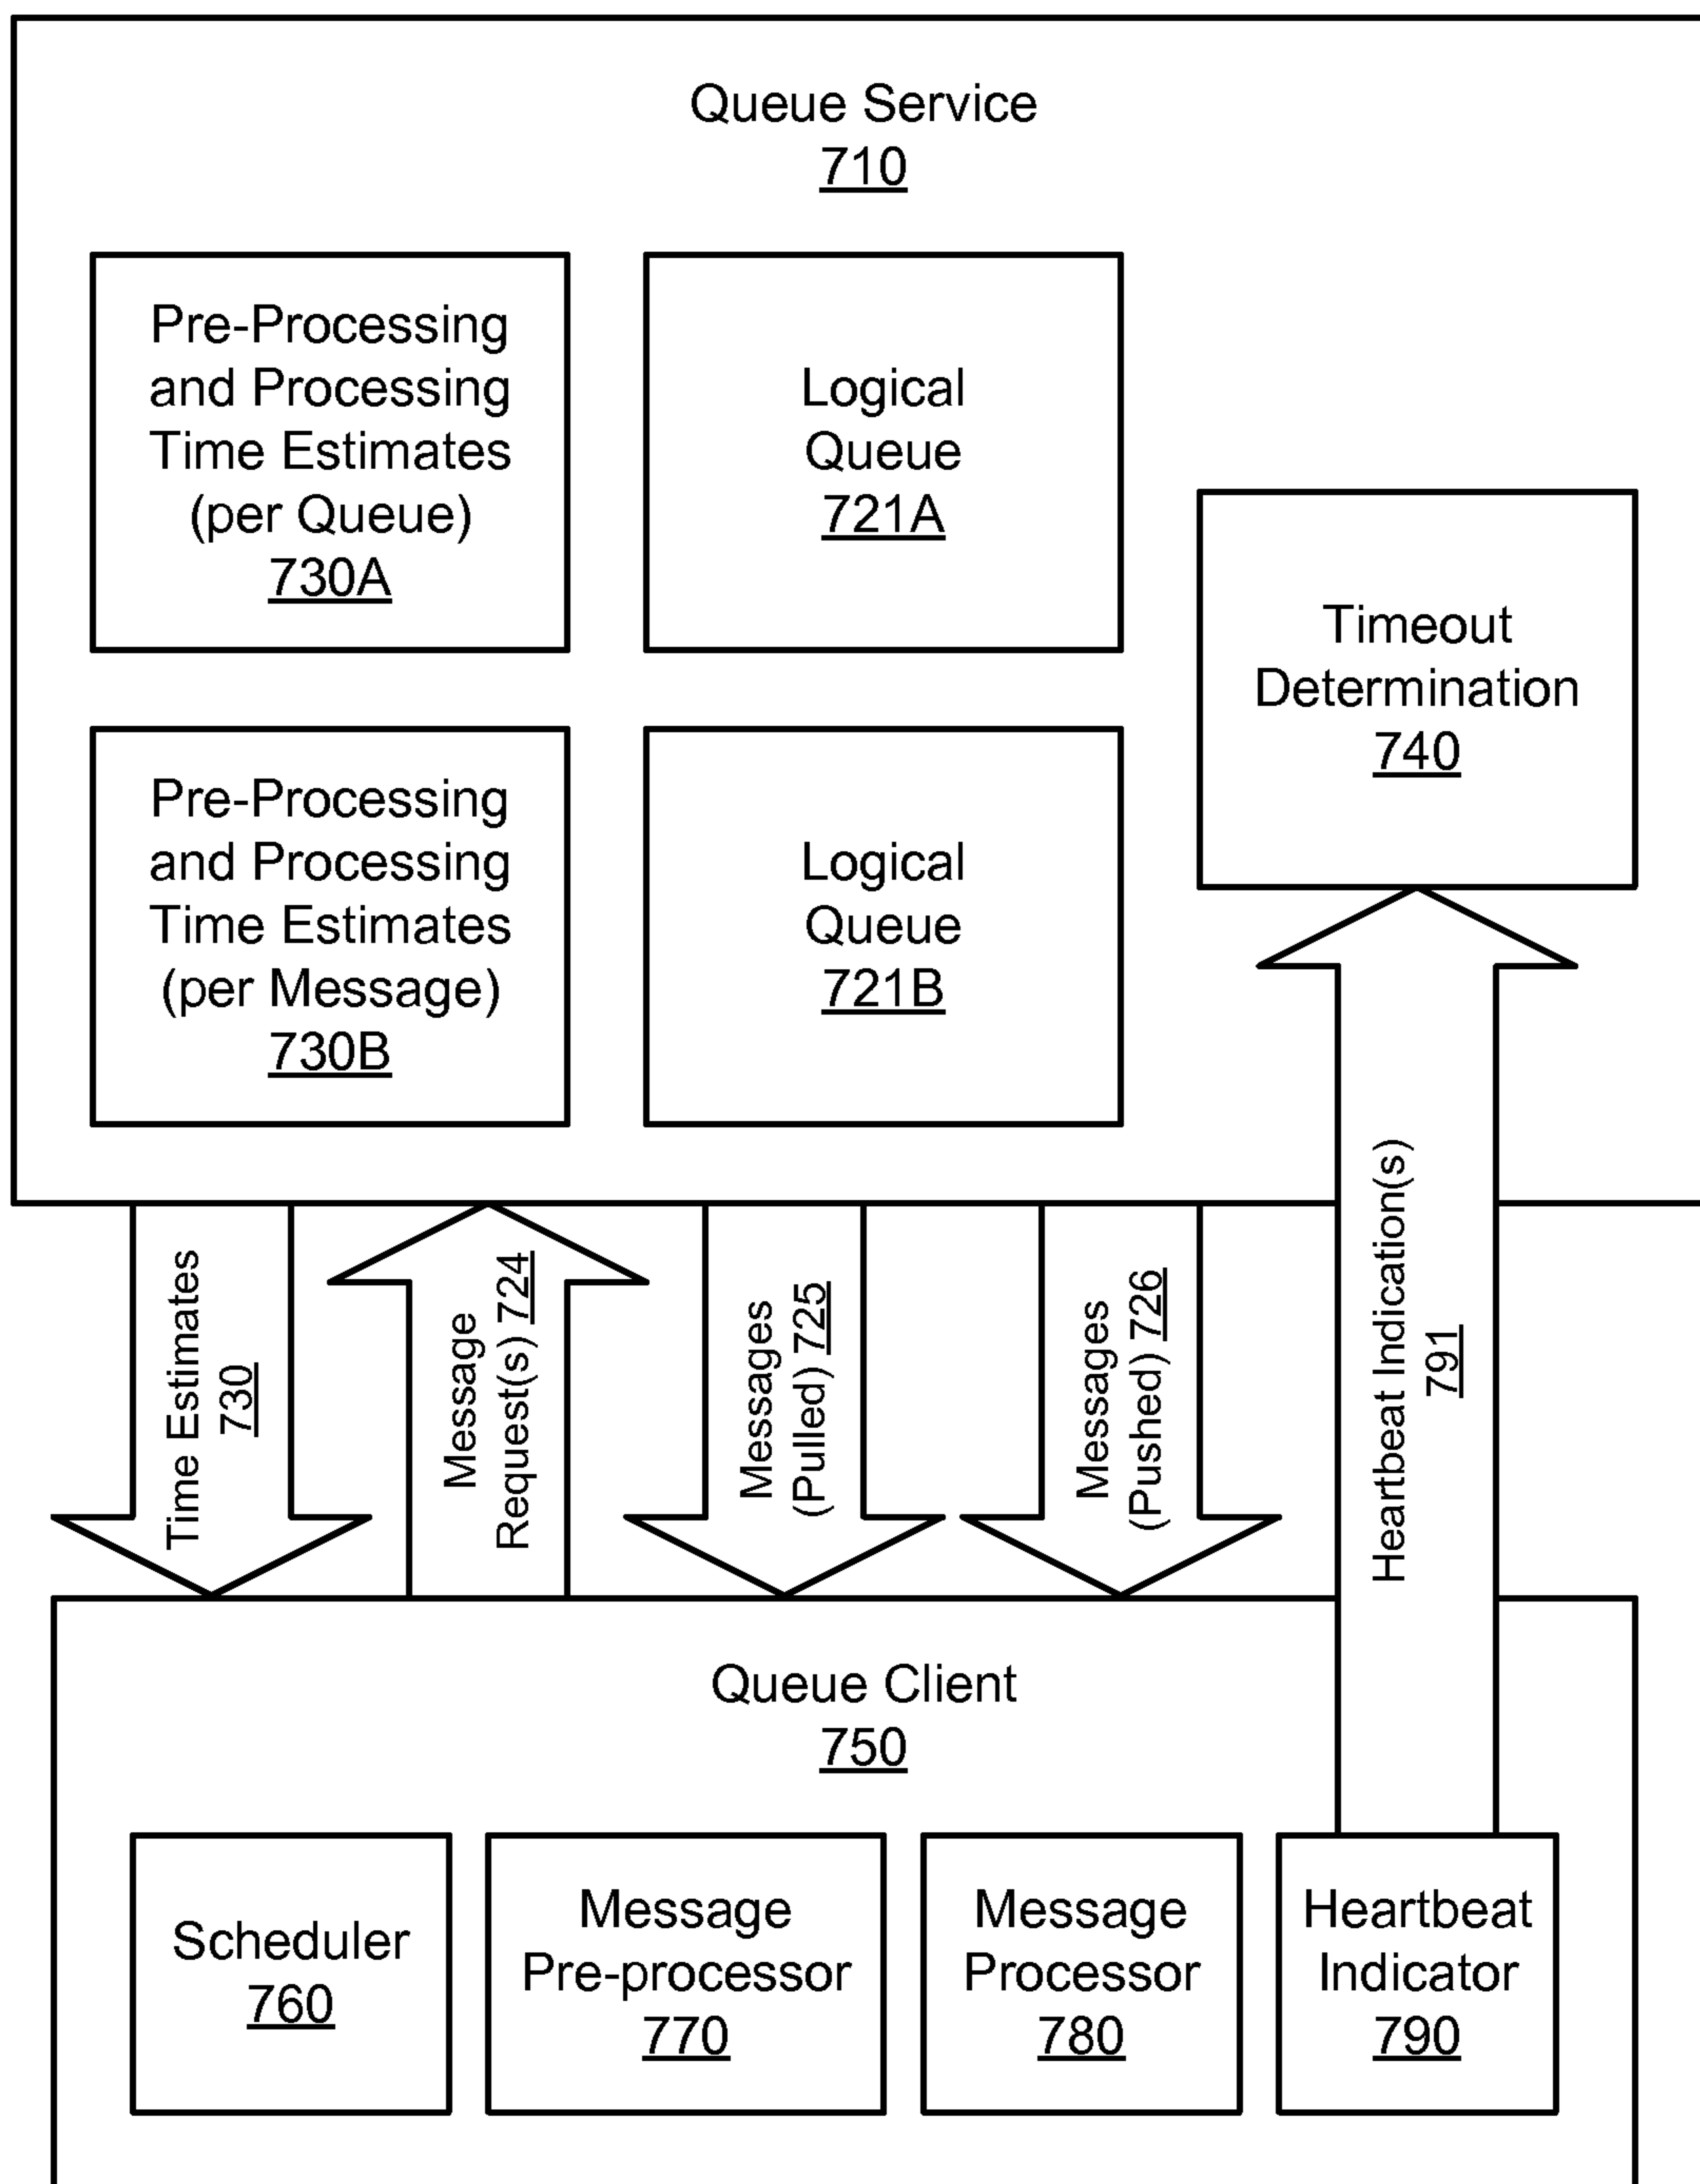 Queue Service
710
Pre-Processing
and Processing
Time Estimates
(per Queue)
730A
Logical
Queue
721A
Timeout
Determination
740
Pre-Processing
and Processing
Time Estimates
(per Message)
730B
Logical
Queue
721B
Time Estimates
730
Message
Request(s) 724
Messages
(Pulled) 725
Messages
(Pushed) 726
Heartbeat Indication(s)
791
Queue Client
750
Scheduler
760
Message
Pre-processor
770
Message
Processor
780
Heartbeat
Indicator
790